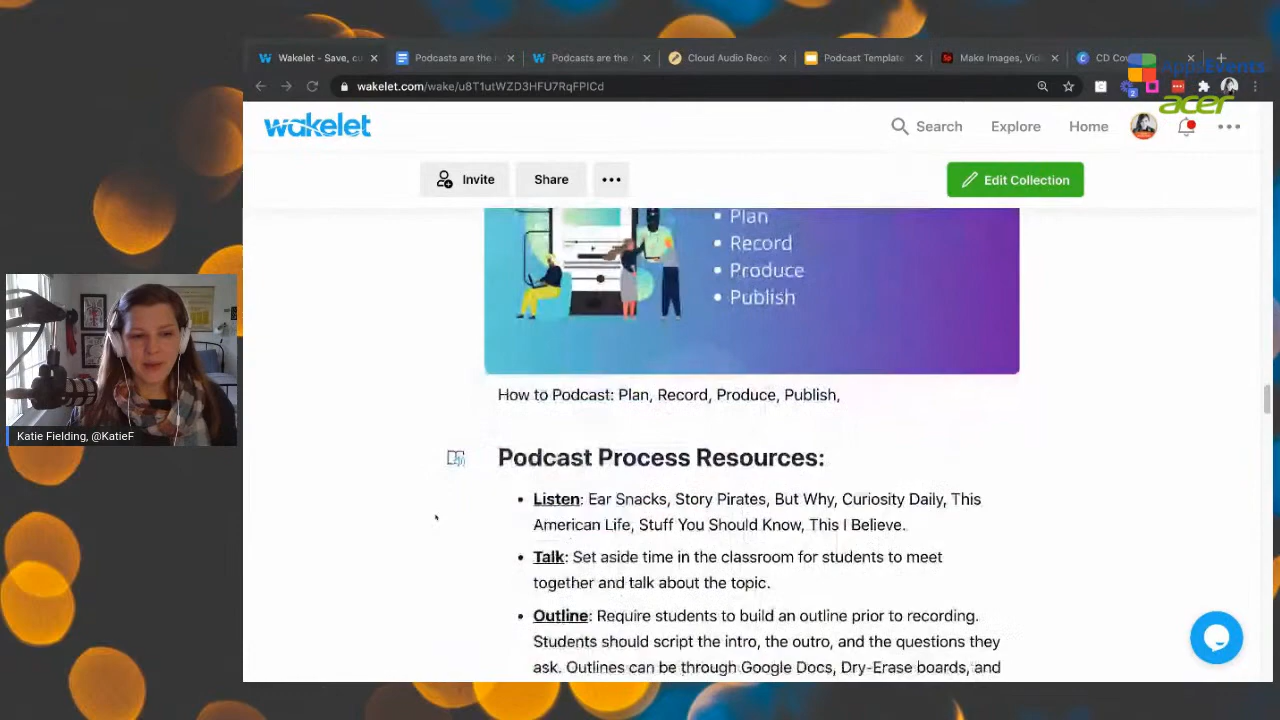 Wakelet - Save, cu
Podcasts are the
Podcasts are the
Cloud Audio Reco
Podcast Template
Make Images, Vid
CD Co
AppsEvents
wakelet.com/wake/u8T1utWZD3HFU7RqFPICd
acer
wakelet
Search
Explore
Home
Invite
Share
Edit Collection
Plan
Record
Produce
Publish
How to Podcast: Plan, Record, Produce, Publish,
Podcast Process Resources:
Listen: Ear Snacks, Story Pirates, But Why, Curiosity Daily, This
American Life, Stuff You Should Know, This I Believe.
Talk: Set aside time in the classroom for students to meet
together and talk about the topic.
Outline: Require students to build an outline prior to recording.
Students should script the intro, the outro, and the questions they
ask. Outlines can be through Google Docs, Dry-Erase boards, and
Katie Fielding, @KatieF